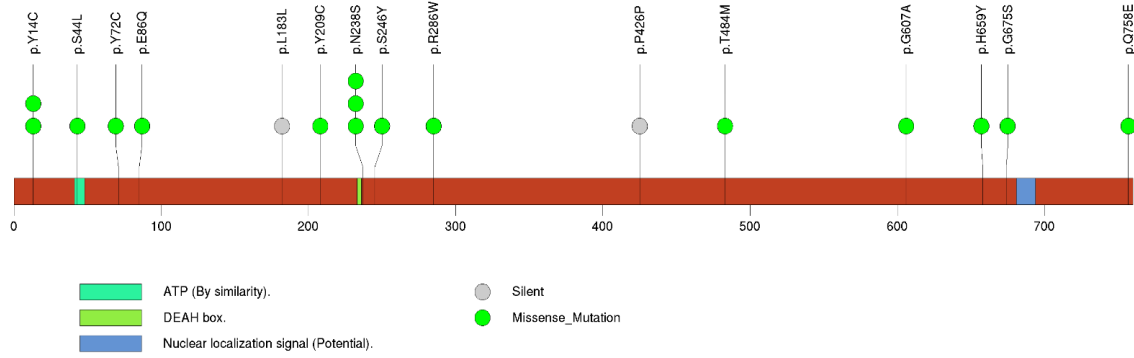 p.Y14C
p.S44L
p.Y72C
p.E86Q
p.L183L
p.Y209C
p.N238S
p.S246Y
p.R286W
p.P426P
p.T484M
p.G607A
p.H659Y
p.G675S
p.Q758E
0 100 200 300 400 500 600 700
ATP (By similarity). Silent
DEAH box. Missense_Mutation
Nuclear localization signal (Potential).